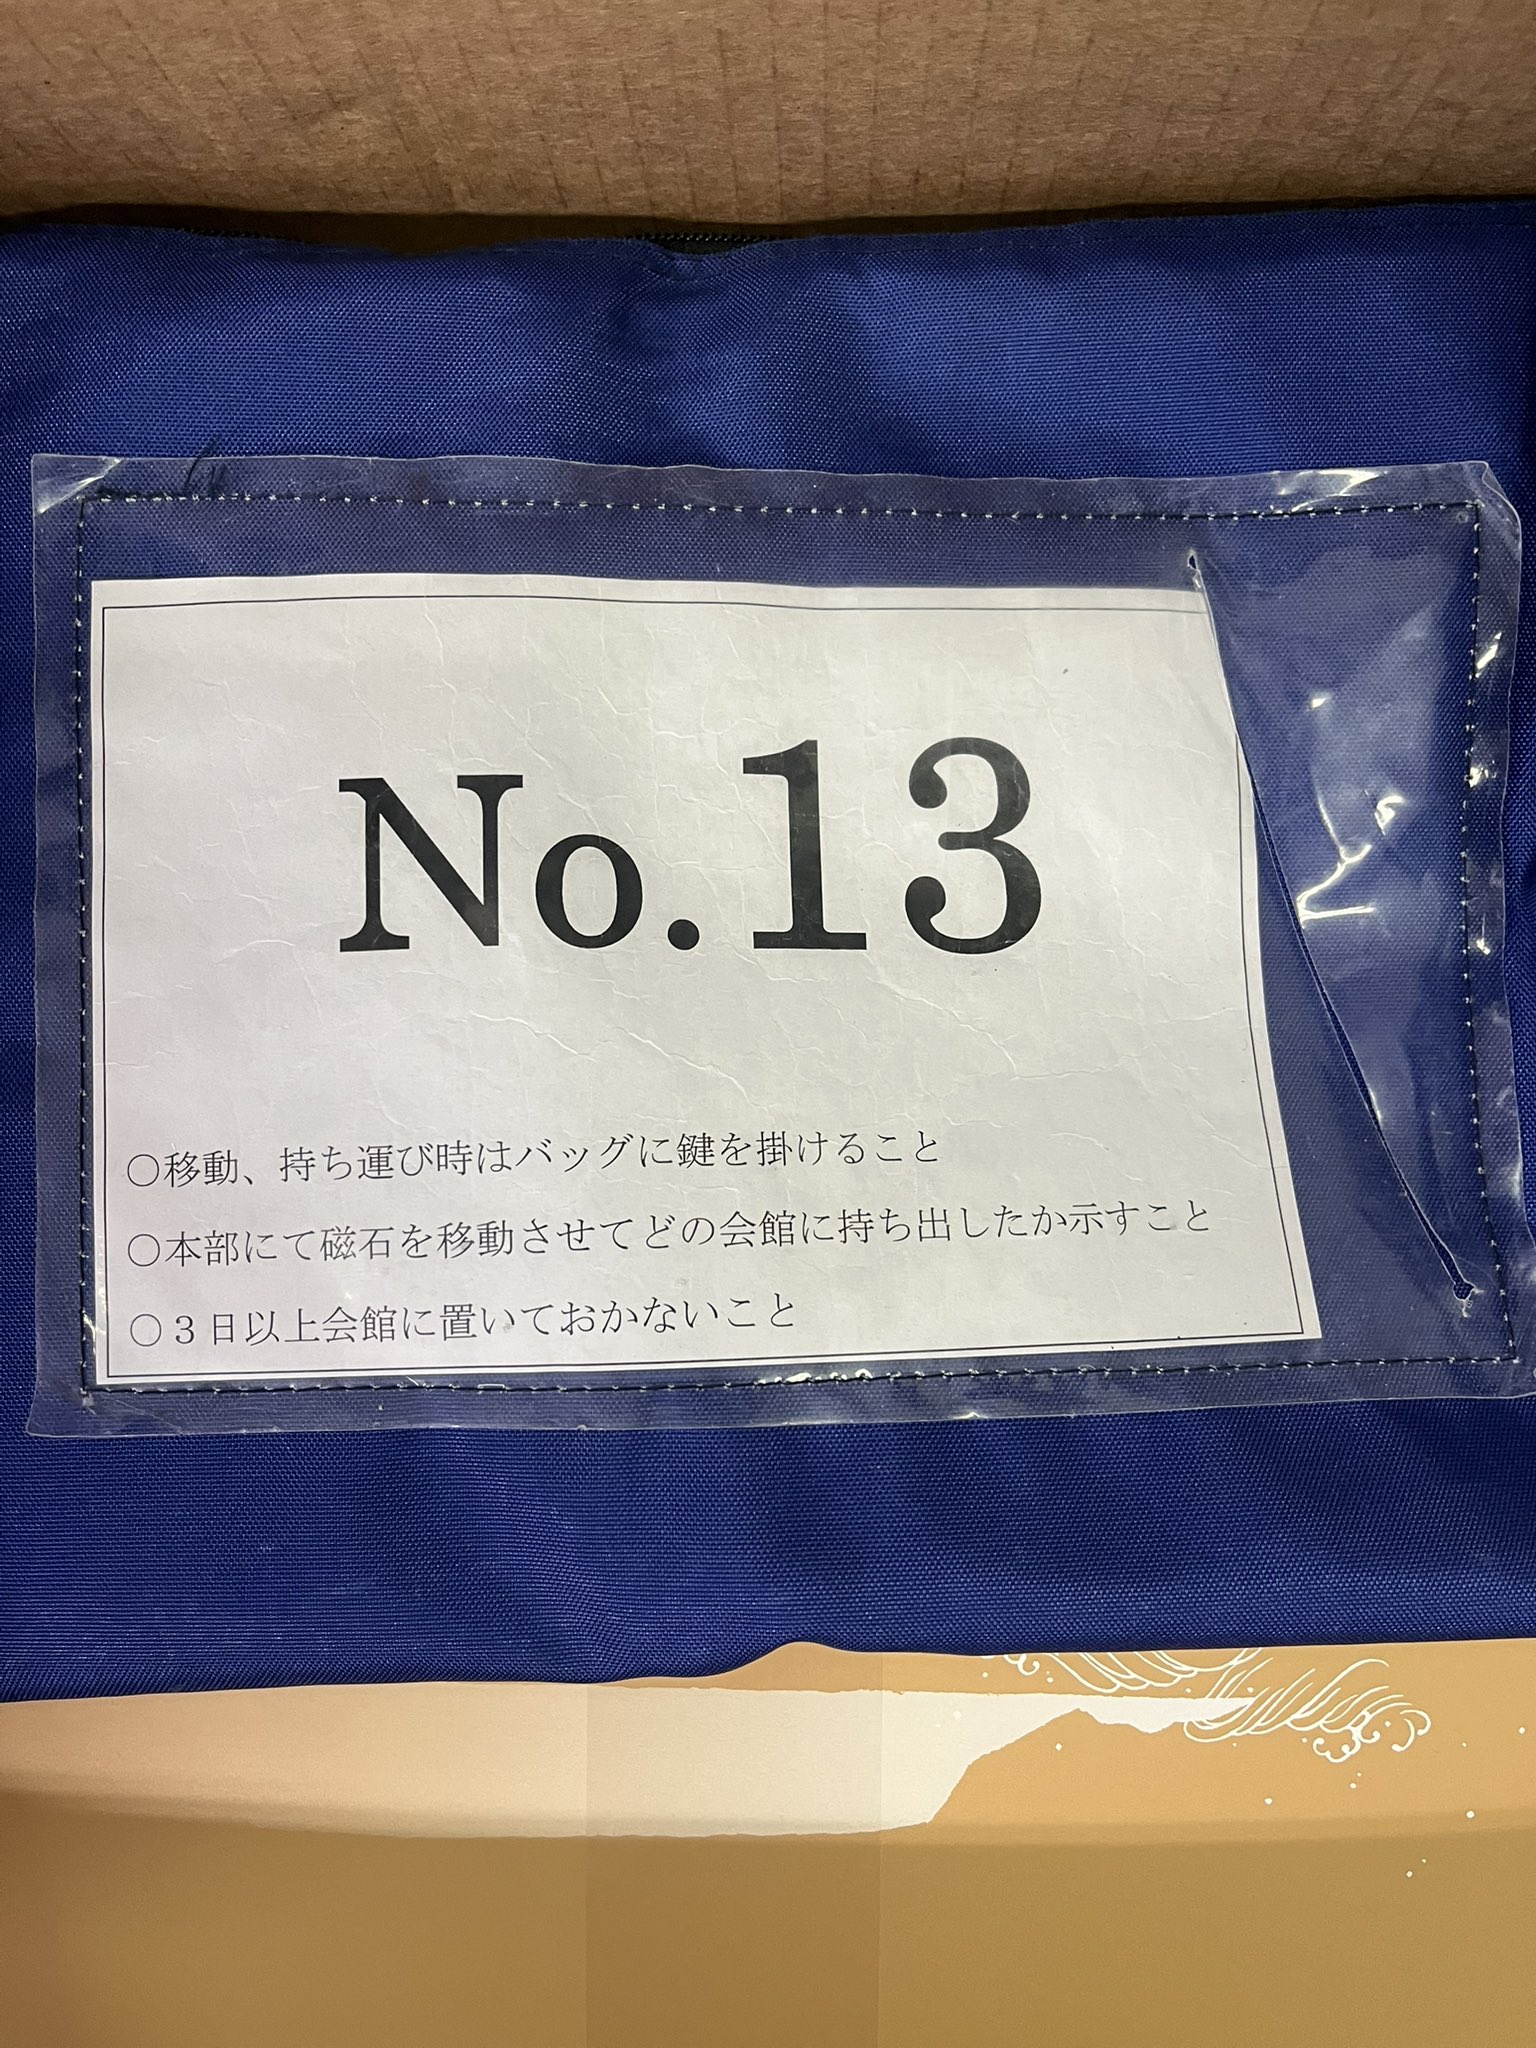 No.13
○移動、持ち運び時はバッグに鍵を掛けること
○本部にて磁石を移動させてどの会館に持ち出したか示すこと
○３日以上会館に置いておかないこと